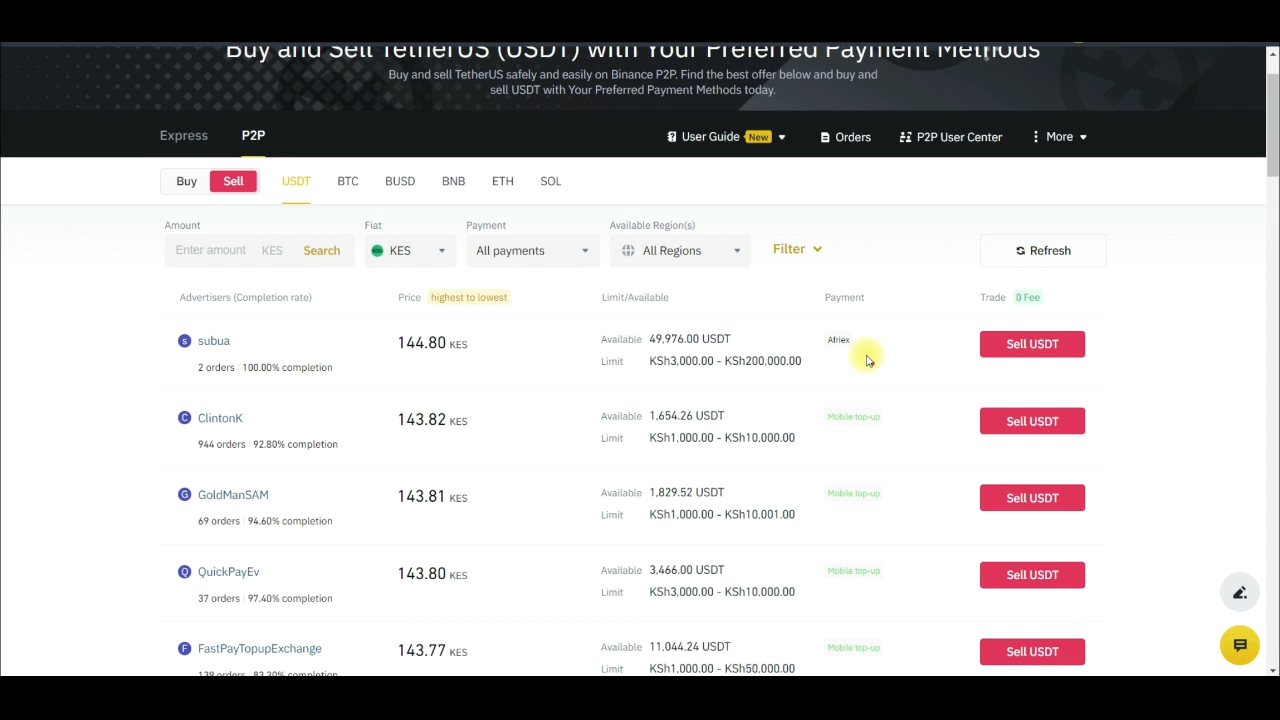 Buy and Sell TetherUS (USDT) with Your Preferred Payment Methods
Buy and sell TetherUS safely and easily on Binance P2P. Find the best offer below and buy and
sell USDT with Your Preferred Payment Methods today.
Express P2P User Guide New Orders P2P User Center More
Buy Sell USDT BTC BUSD BNB ETH SOL
Amount Fiat Payment Available Region(s)
Enter amount KES Search KES All payments All Regions Filter Refresh
Advertisers (Completion rate) Price highest to lowest Limit/Available Payment Trade 0 Fee
S subua 144.80 KES Available 49,976.00 USDT Afriex Sell USDT
2 orders 100.00% completion Limit KSh3,000.00 - KSh200,000.00
C ClintonK 143.82 KES Available 1,654.26 USDT Mobile top-up Sell USDT
944 orders 92.80% completion Limit KSh1,000.00 - KSh10,000.00
G GoldManSAM 143.81 KES Available 1,829.52 USDT Mobile top-up Sell USDT
69 orders 94.60% completion Limit KSh1,000.00 - KSh10,001.00
Q QuickPayEv 143.80 KES Available 3,466.00 USDT Mobile top-up Sell USDT
37 orders 97.40% completion Limit KSh3,000.00 - KSh10,000.00
F FastPayTopupExchange 143.77 KES Available 11,044.24 USDT Mobile top-up Sell USDT
139 orders 83.30% completion Limit KSh1,000.00 - KSh50,000.00